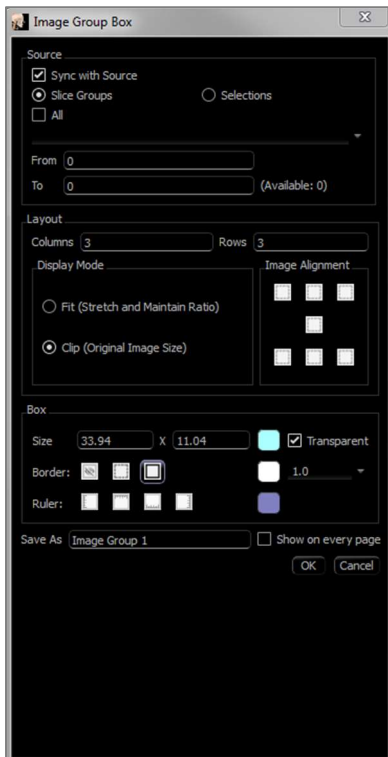 Image Group Box
Source
Sync with Source
Slice Groups Selections
All
From 0
To 0 (Available: 0)
Layout
Columns 3 Rows 3
Display Mode Image Alignment
Fit (Stretch and Maintain Ratio)
Clip (Original Image Size)
Box
Size 33.94 X 11.04 Transparent
Border: 1.0
Ruler:
Save As Image Group 1 Show on every page
OK Cancel